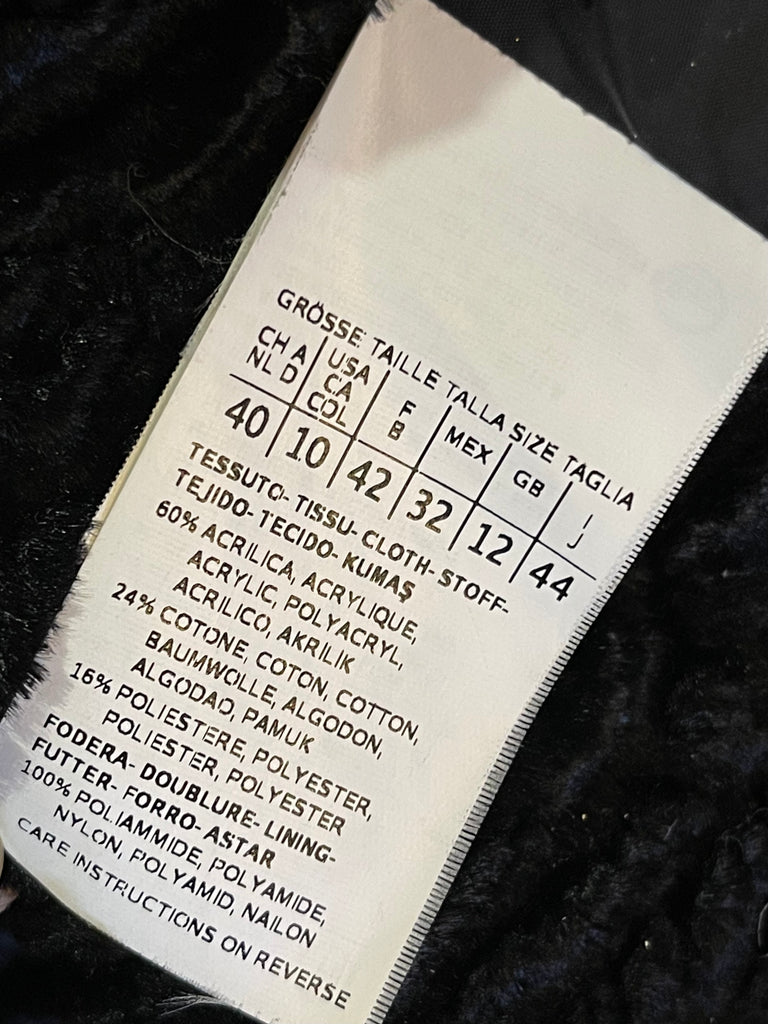 GRÖSSE TAILLE TALLA SIZE TAGLIA
CH A NL D | USA CA COL | F B | MEX | GB | I J
40 | 10 | 42 | 32 | 12 | 44
TESSUTO- TISSU- CLOTH- STOFF-
TEJIDO- TECIDO- KUMAŞ
60% ACRILICA, ACRYLIQUE,
ACRYLIC, POLYACRYL,
ACRILICO, AKRILIK
24% COTONE, COTON, COTTON,
BAUMWOLLE, ALGODON,
ALGODAO, PAMUK
16% POLIESTERE, POLYESTER,
POLIESTER, POLYESTER
FODERA- DOUBLURE- LINING-
FUTTER- FORRO- ASTAR
100% POLIAMMIDE, POLYAMIDE,
NYLON, POLYAMID, NAILON
CARE INSTRUCTIONS ON REVERSE